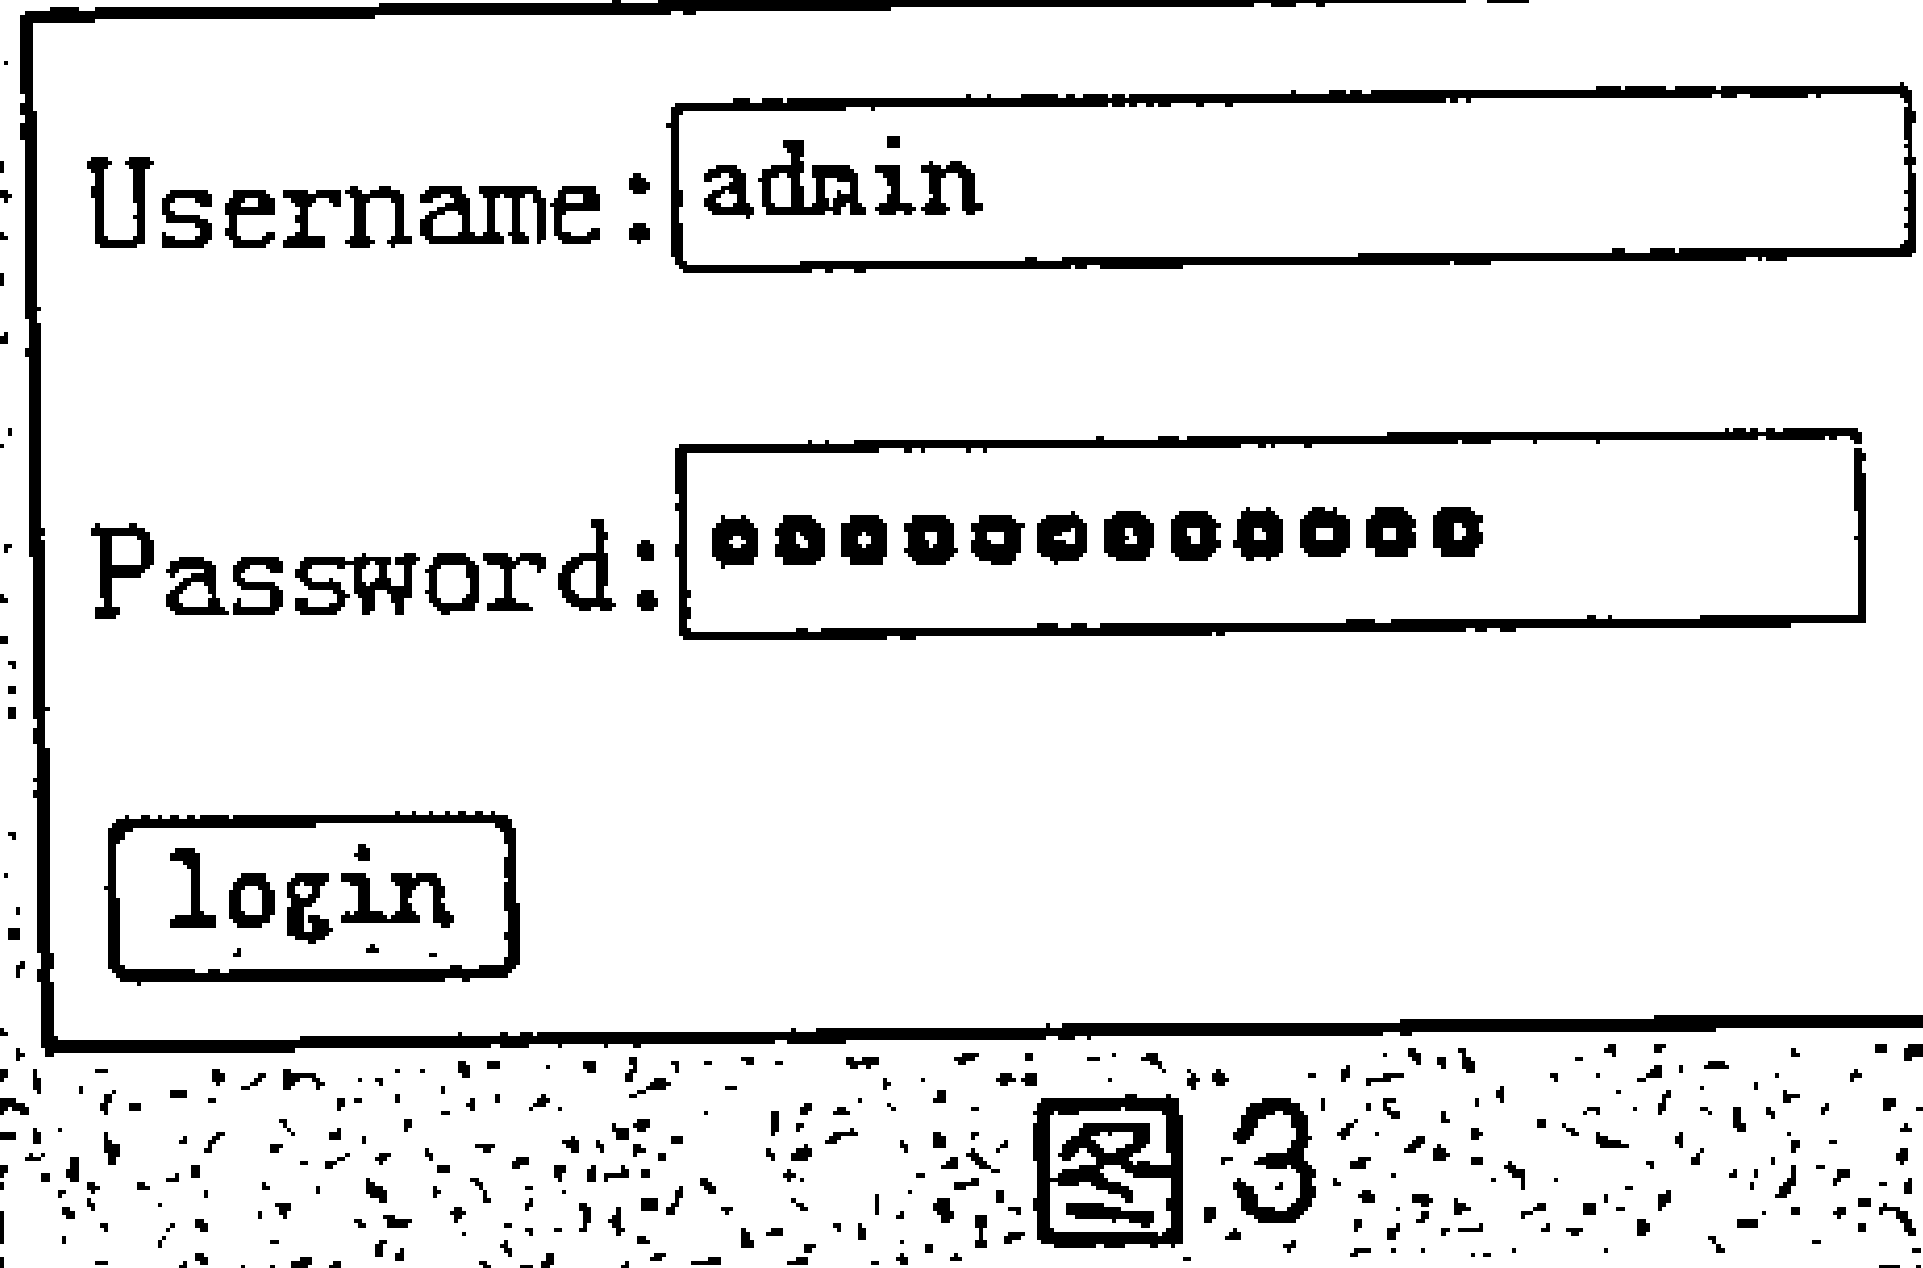 Username: admin
Password: ●●●●●●●●●●●●
login
图 3